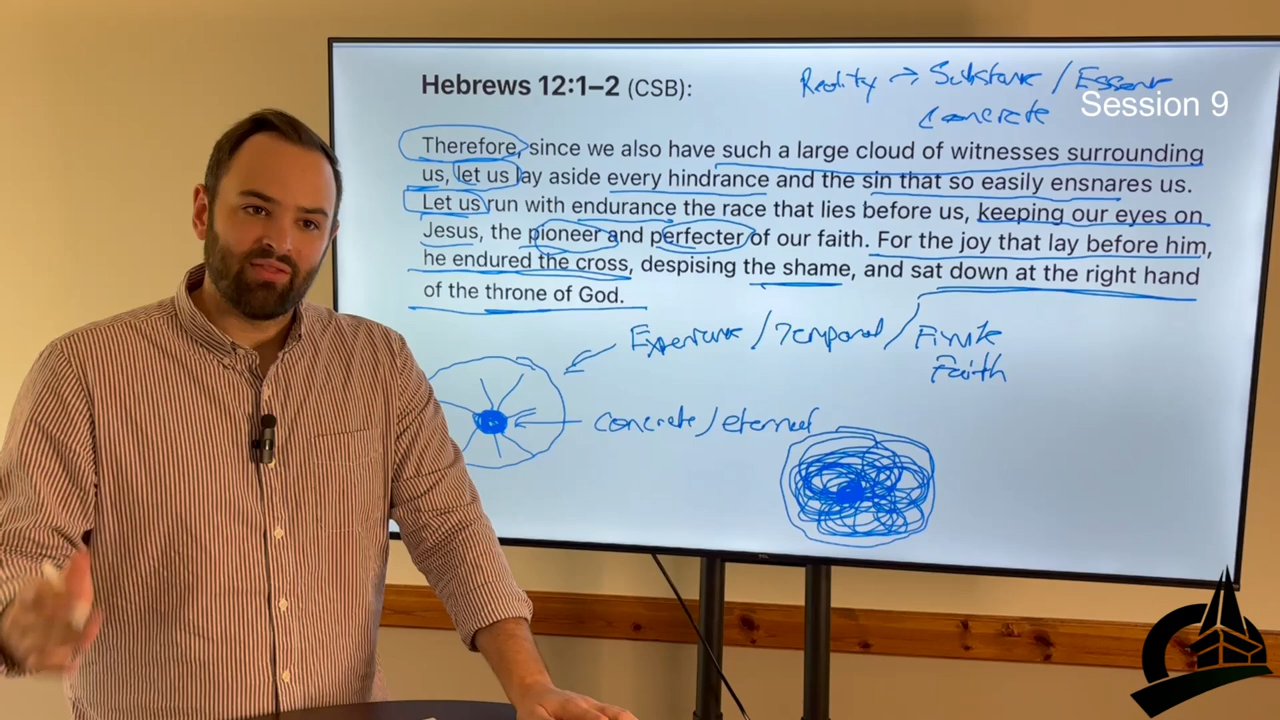 Hebrews 12:1–2 (CSB):
Reality → Substance / Essence
Concrete
Session 9
Therefore, since we also have such a large cloud of witnesses surrounding
us, let us lay aside every hindrance and the sin that so easily ensnares us.
Let us run with endurance the race that lies before us, keeping our eyes on
Jesus, the pioneer and perfecter of our faith. For the joy that lay before him,
he endured the cross, despising the shame, and sat down at the right hand
of the throne of God.
Experience / Temporal / Finite
Faith
concrete / eternal
TCL